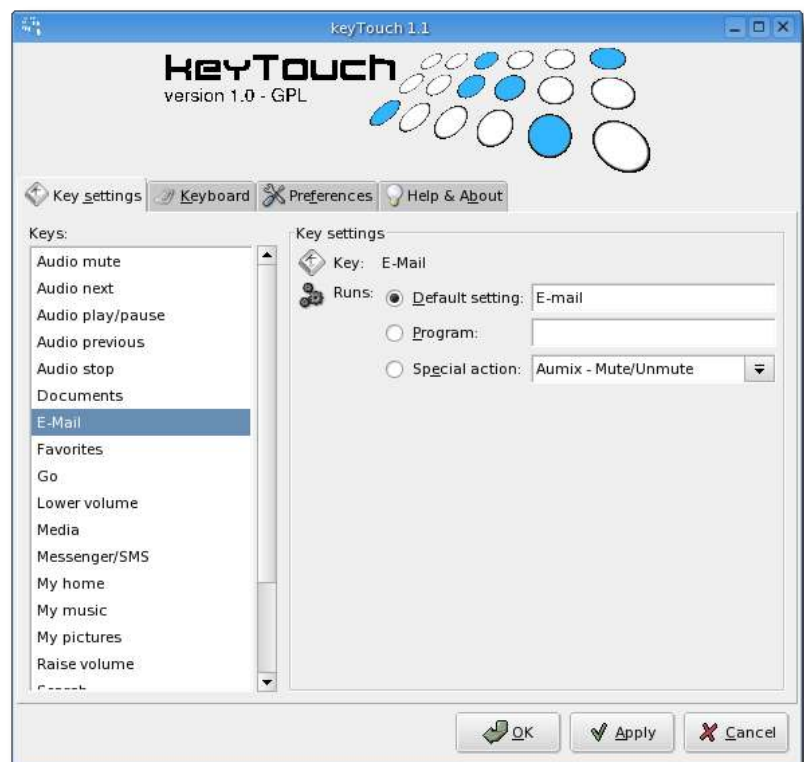 keyTouch 1.1
keyTouch
version 1.0 - GPL
Key settings Keyboard Preferences Help & About
Keys:
Audio mute
Audio next
Audio play/pause
Audio previous
Audio stop
Documents
E-Mail
Favorites
Go
Lower volume
Media
Messenger/SMS
My home
My music
My pictures
Raise volume
Key settings
Key: E-Mail
Runs: Default setting: E-mail
Program:
Special action: Aumix - Mute/Unmute
OK Apply Cancel